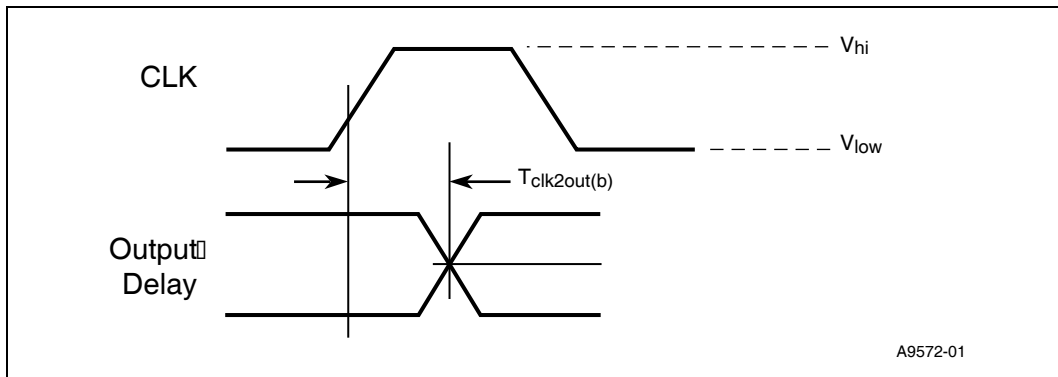 CLK
Vhi
Vlow
Tclk2out(b)
Output▯
Delay
A9572-01